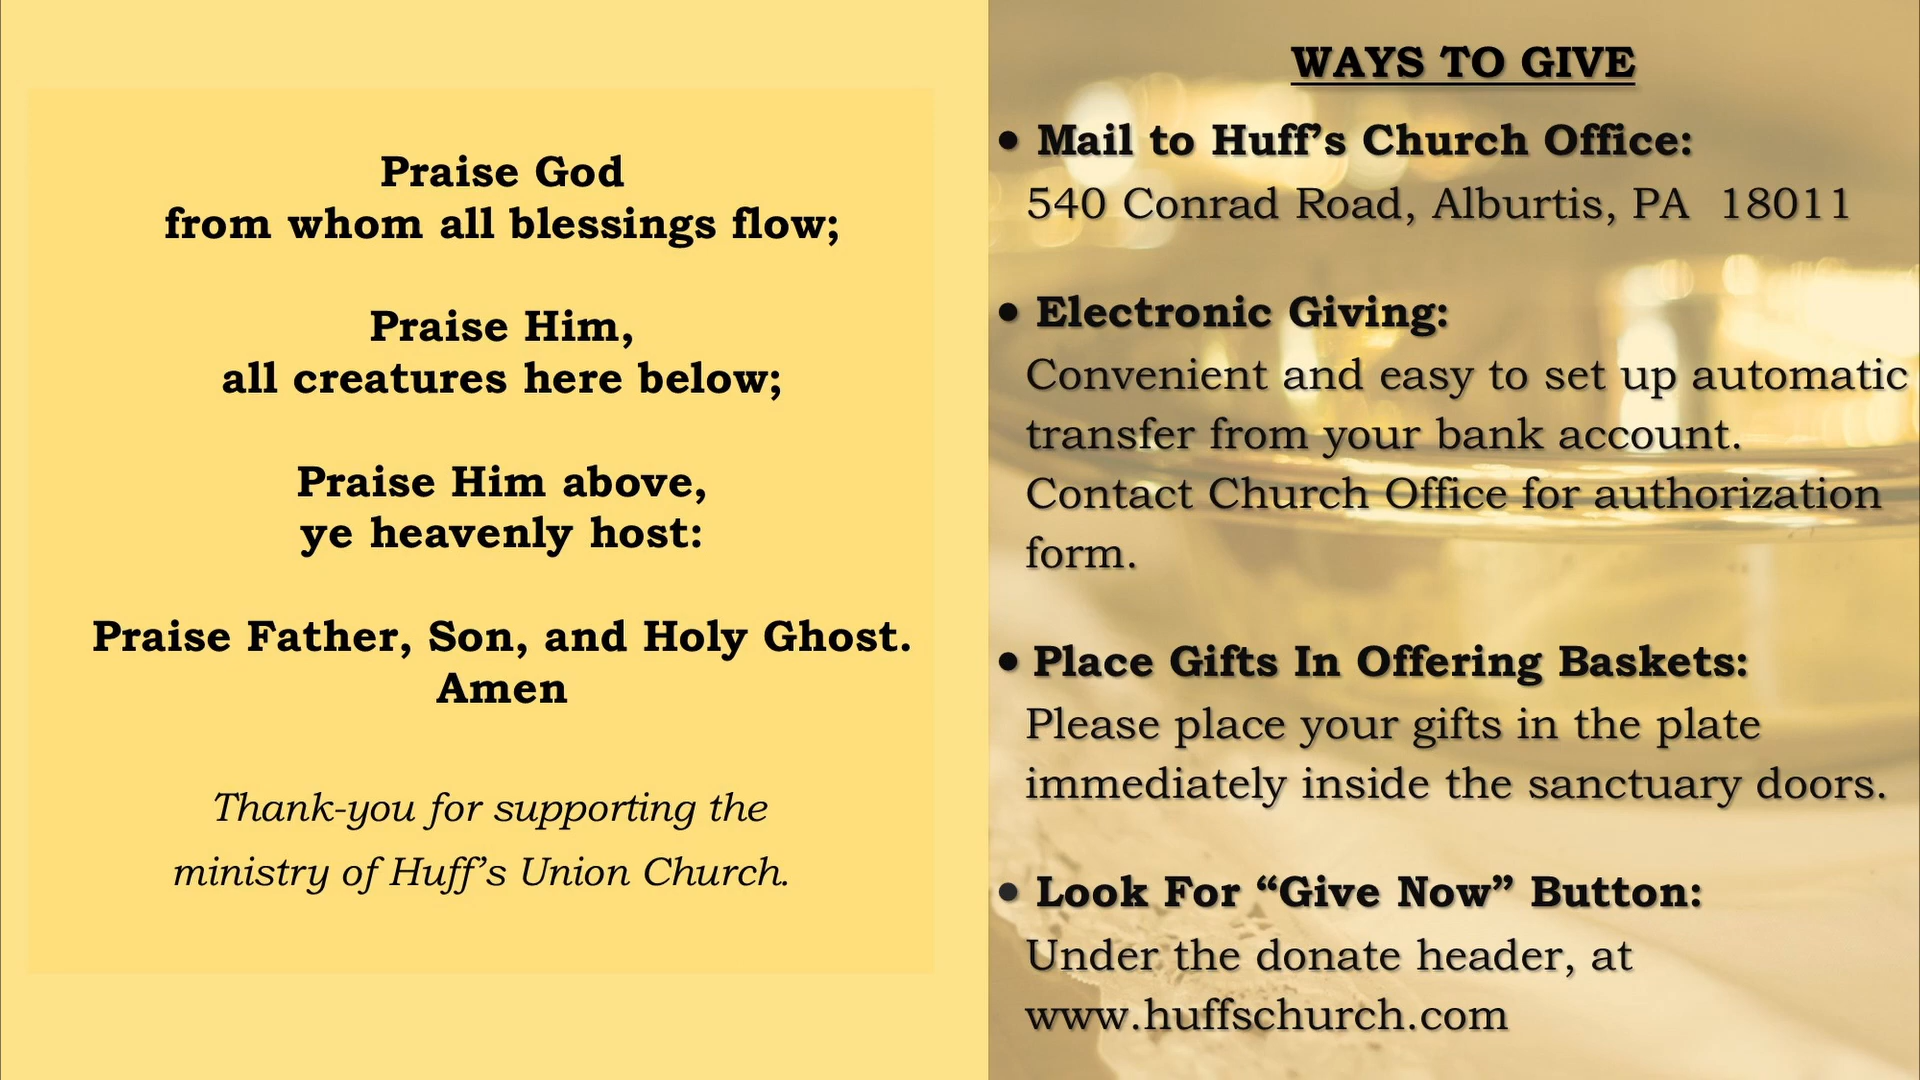 Praise God
from whom all blessings flow;
Praise Him,
all creatures here below;
Praise Him above,
ye heavenly host:
Praise Father, Son, and Holy Ghost.
Amen
Thank-you for supporting the
ministry of Huff’s Union Church.
WAYS TO GIVE
• Mail to Huff’s Church Office:
540 Conrad Road, Alburtis, PA  18011
• Electronic Giving:
Convenient and easy to set up automatic
transfer from your bank account.
Contact Church Office for authorization
form.
• Place Gifts In Offering Baskets:
Please place your gifts in the plate
immediately inside the sanctuary doors.
• Look For “Give Now” Button:
Under the donate header, at
www.huffschurch.com